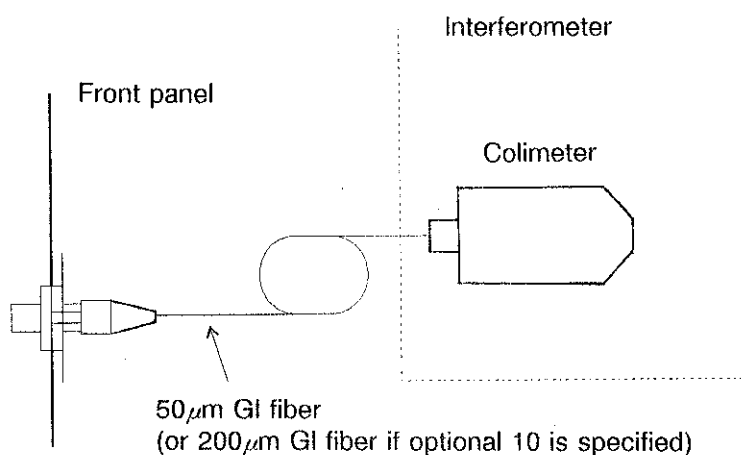 Interferometer
Front panel
Colimeter
50μm GI fiber
(or 200μm GI fiber if optional 10 is specified)